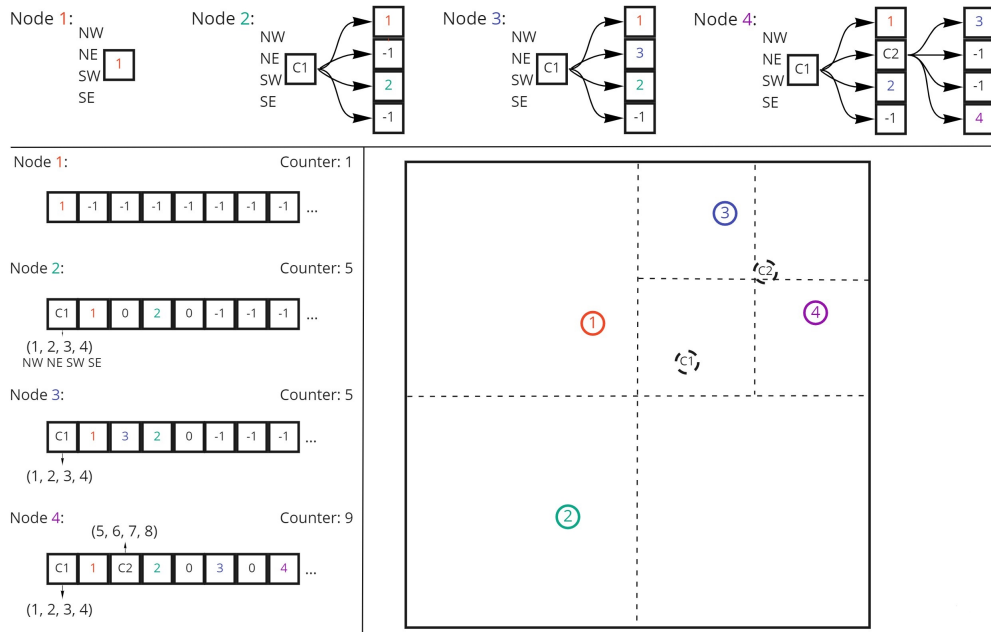 Node 1:
NW
NE
SW
SE
1
Node 2:
NW
NE
SW
SE
C1
1
-1
2
-1
Node 3:
NW
NE
SW
SE
C1
1
3
2
-1
Node 4:
NW
NE
SW
SE
C1
1
C2
2
-1
3
-1
-1
4
Node 1: Counter: 1
1 -1 -1 -1 -1 -1 -1 -1 ...
Node 2: Counter: 5
C1 1 0 2 0 -1 -1 -1 ...
(1, 2, 3, 4)
NW NE SW SE
Node 3: Counter: 5
C1 1 3 2 0 -1 -1 -1 ...
(1, 2, 3, 4)
Node 4: Counter: 9
(5, 6, 7, 8)
C1 1 C2 2 0 3 0 4 ...
(1, 2, 3, 4)
3
C2
4
1
C1
2